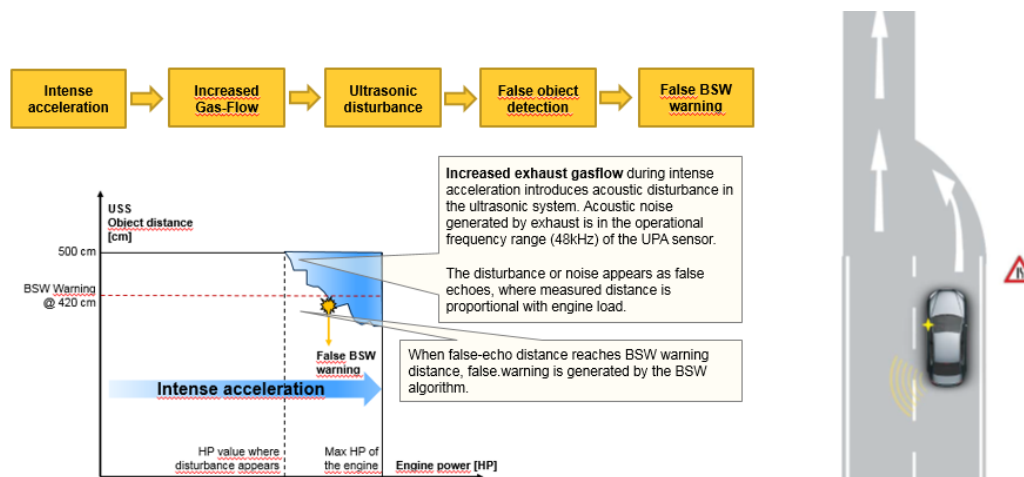 Intense
acceleration
Increased
Gas-Flow
Ultrasonic
disturbance
False object
detection
False BSW
warning
Increased exhaust gasflow during intense
acceleration introduces acoustic disturbance in
the ultrasonic system. Acoustic noise
generated by exhaust is in the operational
frequency range (48kHz) of the UPA sensor.
The disturbance or noise appears as false
echoes, where measured distance is
proportional with engine load.
USS
Object distance
[cm]
500 cm
BSW Warning
@ 420 cm
False BSW
warning
When false-echo distance reaches BSW warning
distance, false.warning is generated by the BSW
algorithm.
Intense acceleration
HP value where
disturbance appears
Max HP of
the engine
Engine power [HP]